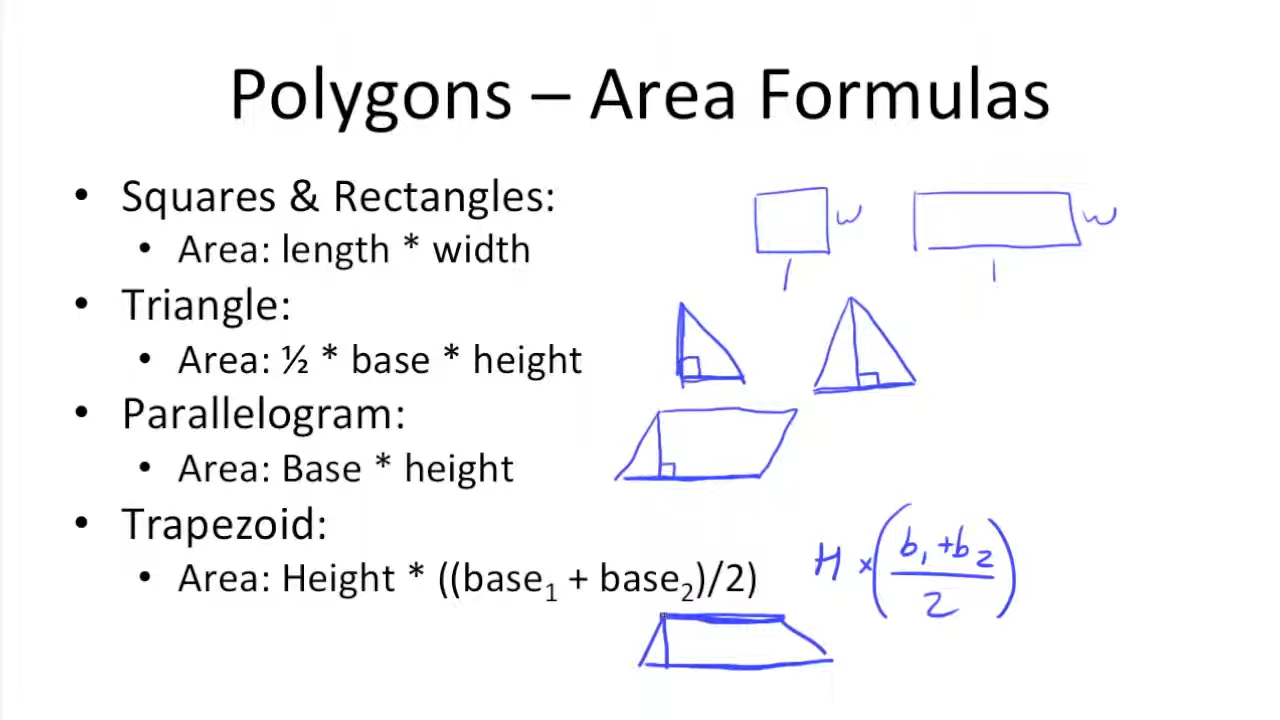 Polygons – Area Formulas
• Squares & Rectangles:
• Area: length * width
w
w
l
l
• Triangle:
• Area: ½ * base * height
• Parallelogram:
• Area: Base * height
• Trapezoid:
• Area: Height * ((base₁ + base₂)/2)
H × (b₁+b₂
2)